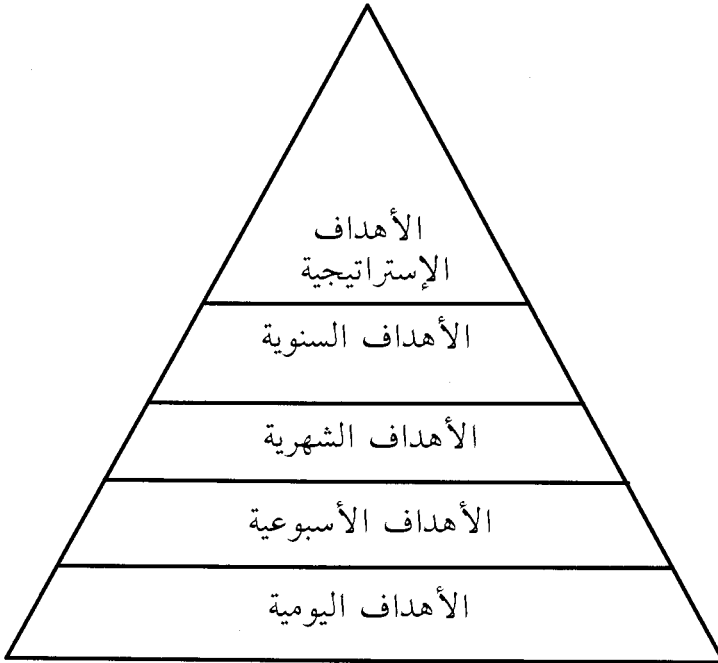 الأهداف
الإستراتيجية
الأهداف السنوية
الأهداف الشهرية
الأهداف الأسبوعية
الأهداف اليومية